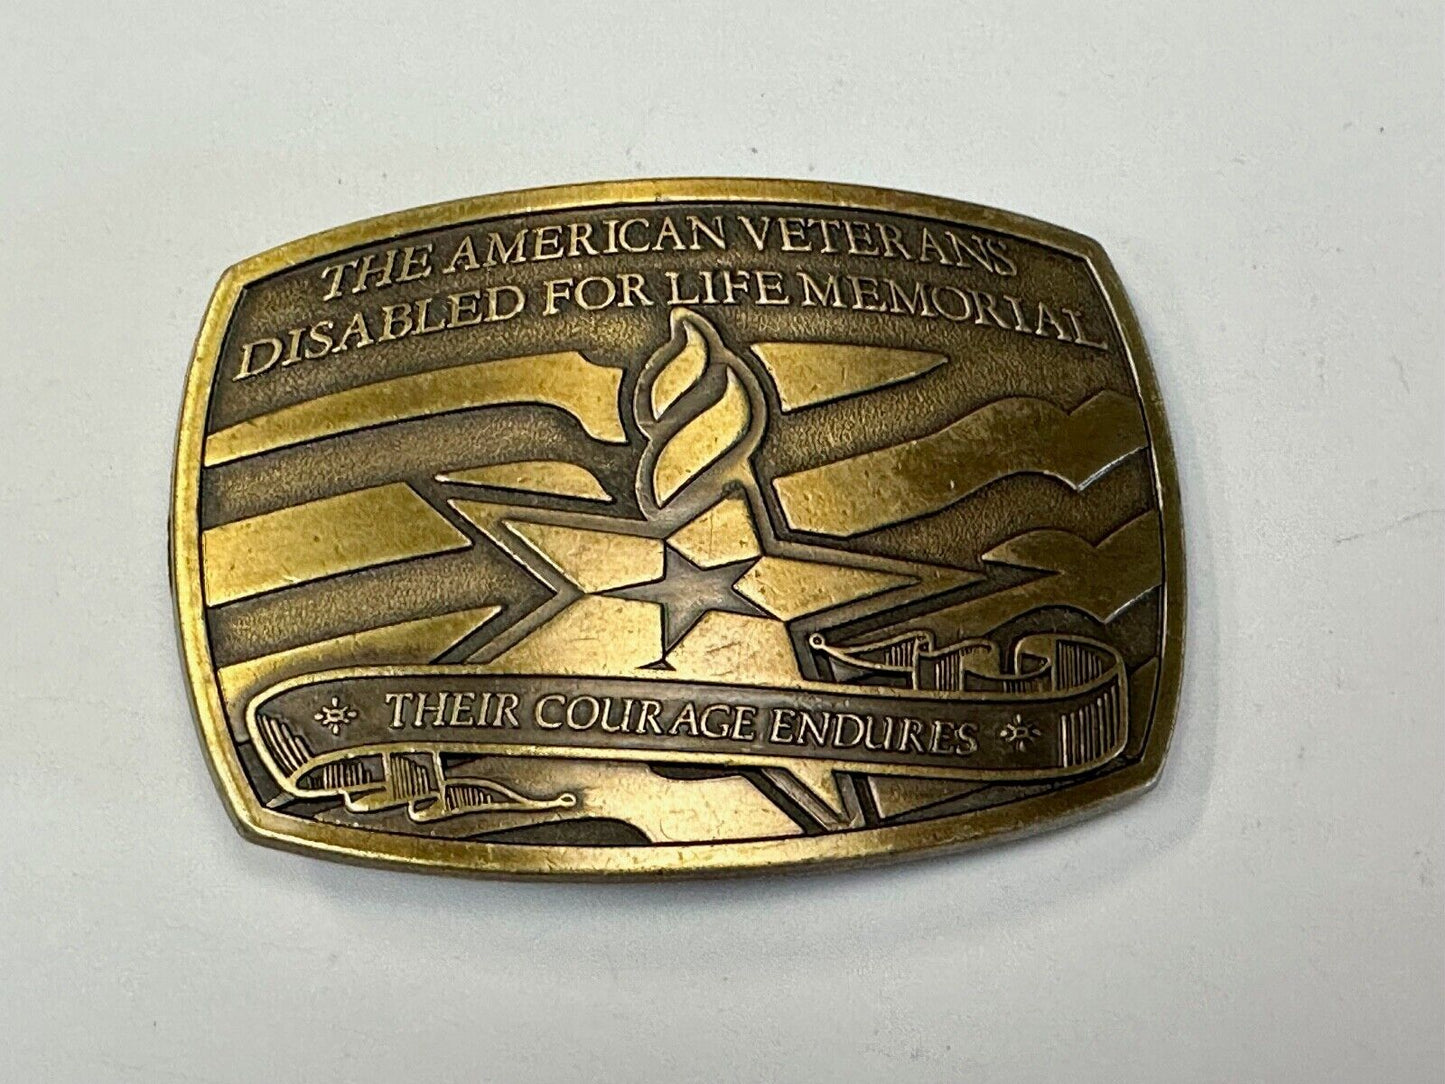 THE AMERICAN VETERANS
DISABLED FOR LIFE MEMORIAL
THEIR COURAGE ENDURES